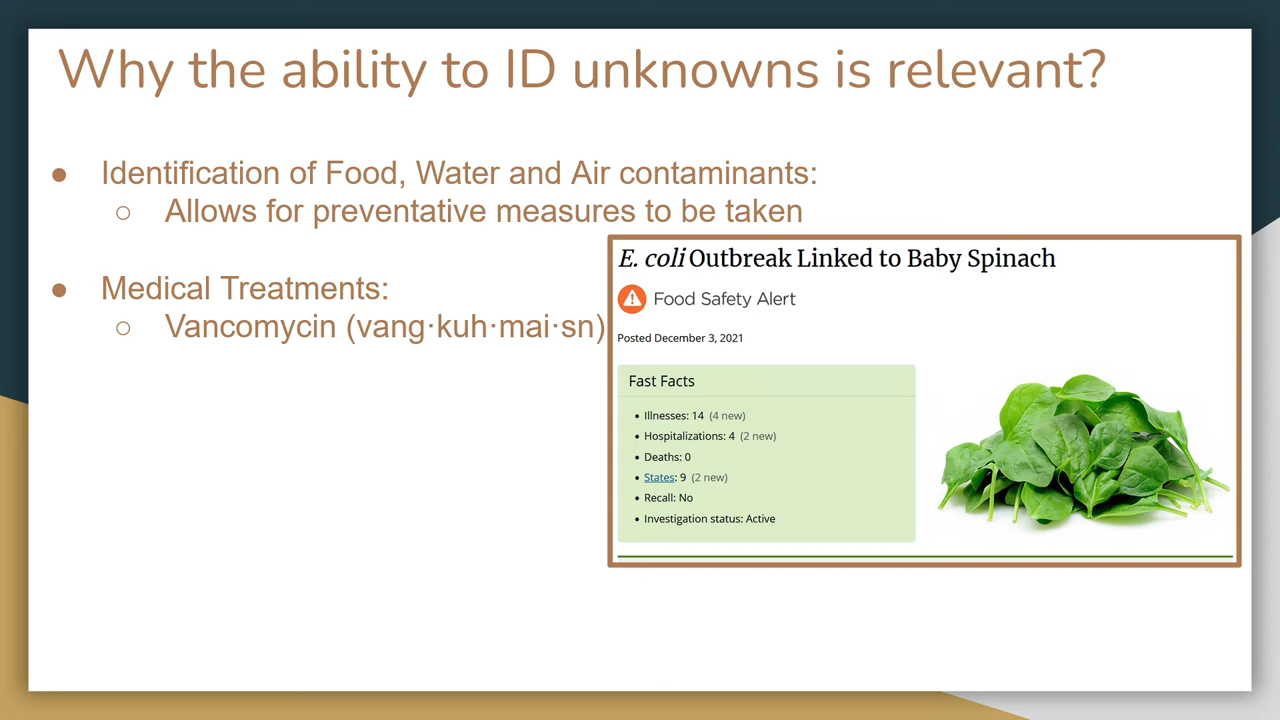 Why the ability to ID unknowns is relevant?
● Identification of Food, Water and Air contaminants:
○ Allows for preventative measures to be taken
● Medical Treatments:
○ Vancomycin (vang·kuh·mai·sn)
E. coli Outbreak Linked to Baby Spinach
Food Safety Alert
Posted December 3, 2021
Fast Facts
• Illnesses: 14 (4 new)
• Hospitalizations: 4 (2 new)
• Deaths: 0
• States: 9 (2 new)
• Recall: No
• Investigation status: Active